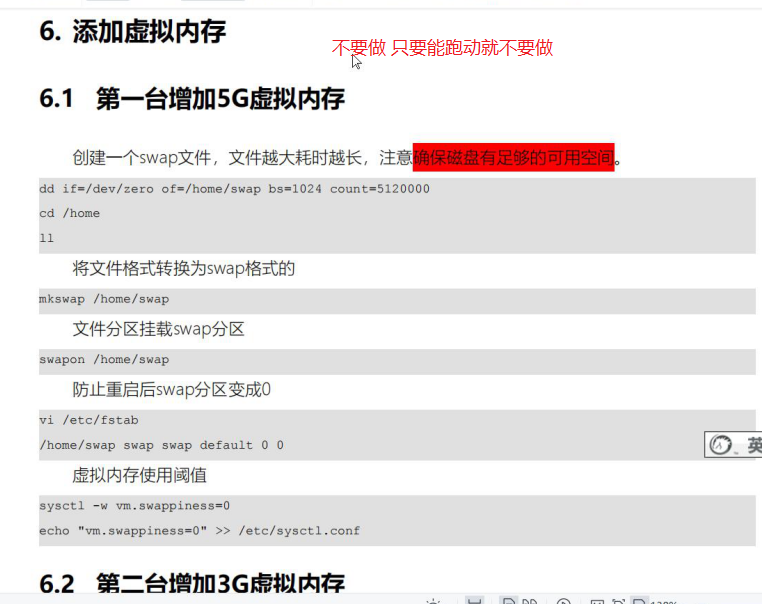 6. 添加虚拟内存
不要做 只要能跑动就不要做
6.1 第一台增加5G虚拟内存
创建一个swap文件，文件越大耗时越长，注意确保磁盘有足够的可用空间。
dd if=/dev/zero of=/home/swap bs=1024 count=5120000
cd /home
ll
将文件格式转换为swap格式的
mkswap /home/swap
文件分区挂载swap分区
swapon /home/swap
防止重启后swap分区变成0
vi /etc/fstab
/home/swap swap swap default 0 0
英
虚拟内存使用阈值
sysctl -w vm.swappiness=0
echo "vm.swappiness=0" >> /etc/sysctl.conf
6.2 第二台增加3G虚拟内存